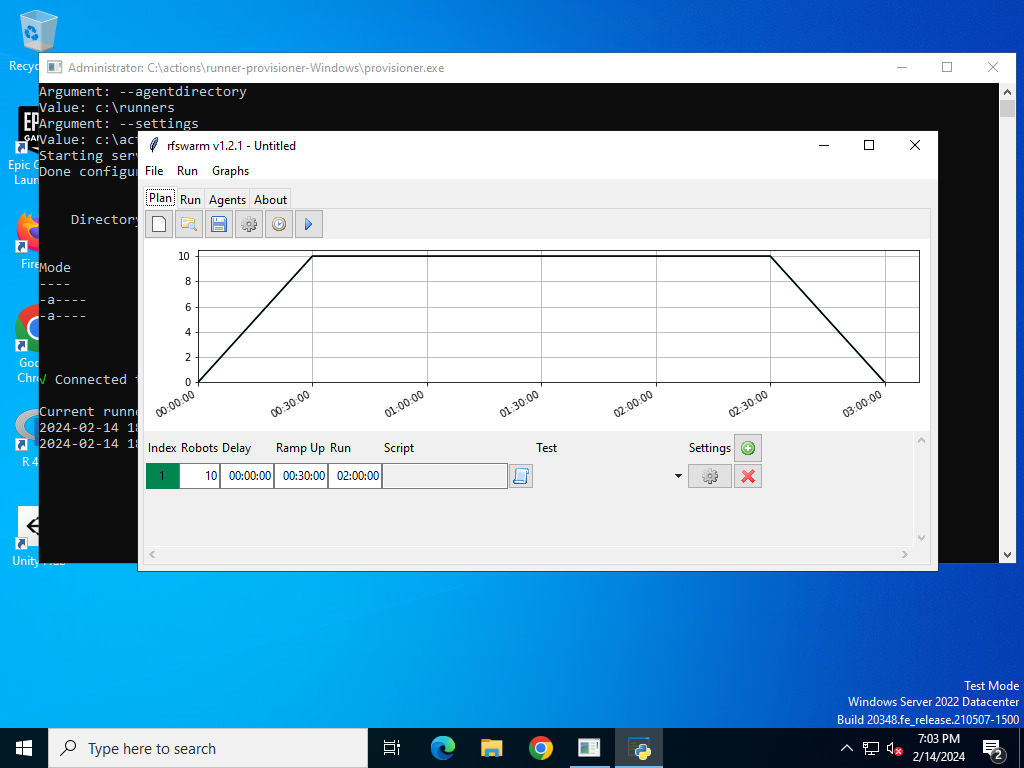 Administrator: C:\actions\runner-provisioner-Windows\provisioner.exe
Argument: --agentdirectory
Value: c:\runners
Argument: --settings
Value: c:\ac
Starting ser
Done configu
Directory
Mode
----
-a----
-a----
√ Connected
Current runn
2024-02-14 18
2024-02-14 18
Recyc
Epic G
Laun
Fire
Goo
Chro
R 4
Unity Hub
rfswarm v1.2.1 - Untitled
File Run Graphs
Plan Run Agents About
10
8
6
4
2
0
00:00:00 00:30:00 01:00:00 01:30:00 02:00:00 02:30:00 03:00:00
Index Robots Delay Ramp Up Run Script Test Settings
1 10 00:00:00 00:30:00 02:00:00
Test Mode
Windows Server 2022 Datacenter
Build 20348.fe_release.210507-1500
Type here to search
7:03 PM
2/14/2024
2